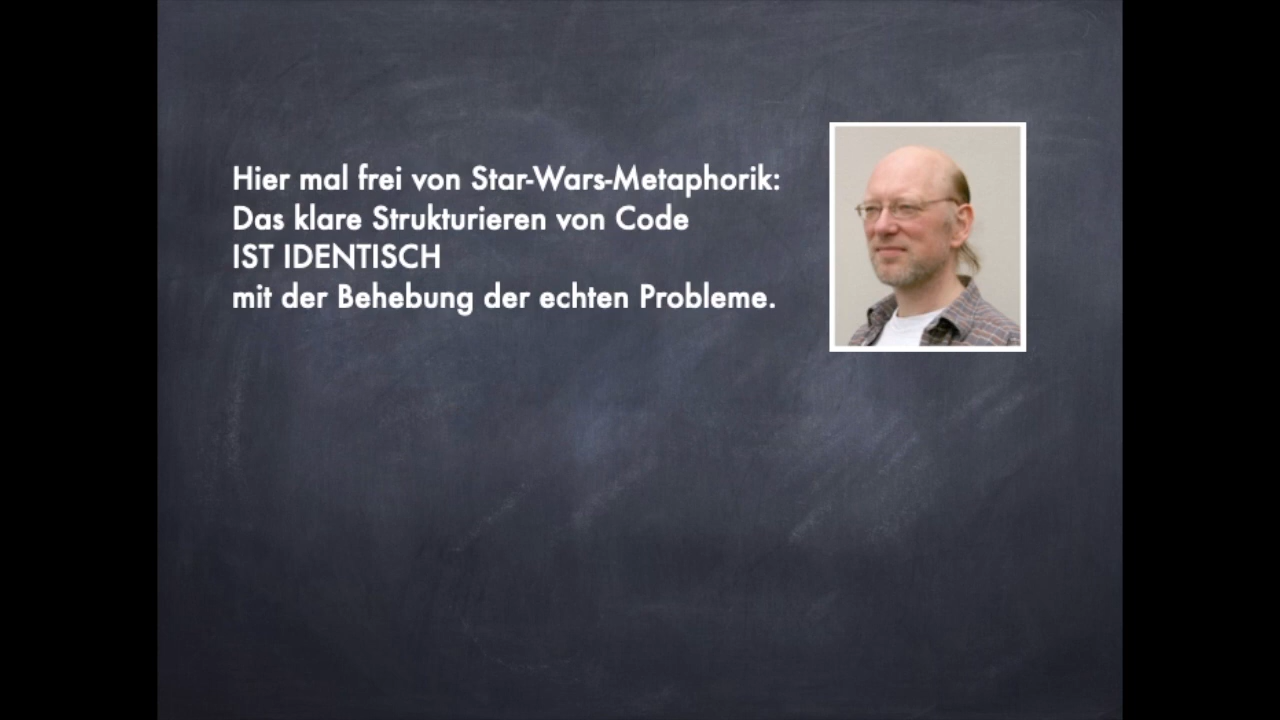 Hier mal frei von Star-Wars-Metaphorik:
Das klare Strukturieren von Code
IST IDENTISCH
mit der Behebung der echten Probleme.